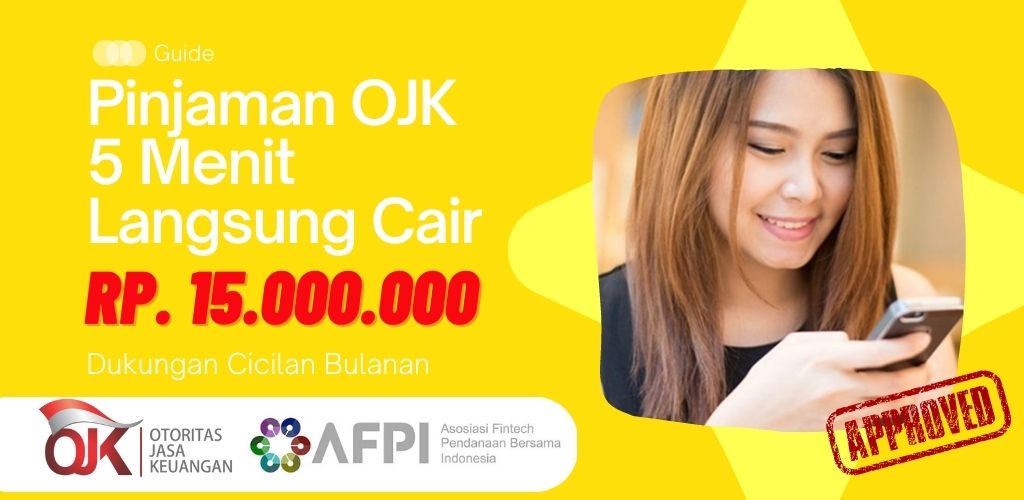 Guide
Pinjaman OJK
5 Menit
Langsung Cair
RP. 15.000.000
Dukungan Cicilan Bulanan
OJK
OTORITAS
JASA
KEUANGAN
AFPI
Asosiasi Fintech
Pendanaan Bersama
Indonesia
APPROVED